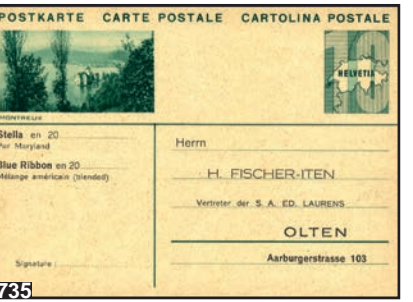 POSTKARTE CARTE POSTALE CARTOLINA POSTALE
10
HELVETIA
MONTREUX
Stella en 20
Pur Maryland
Blue Ribbon en 20
Mélange américain (blended)
Signature :
Herrn
H. FISCHER-ITEN
Vertreter der S. A. ED. LAURENS
OLTEN
Aarburgerstrasse 103
735